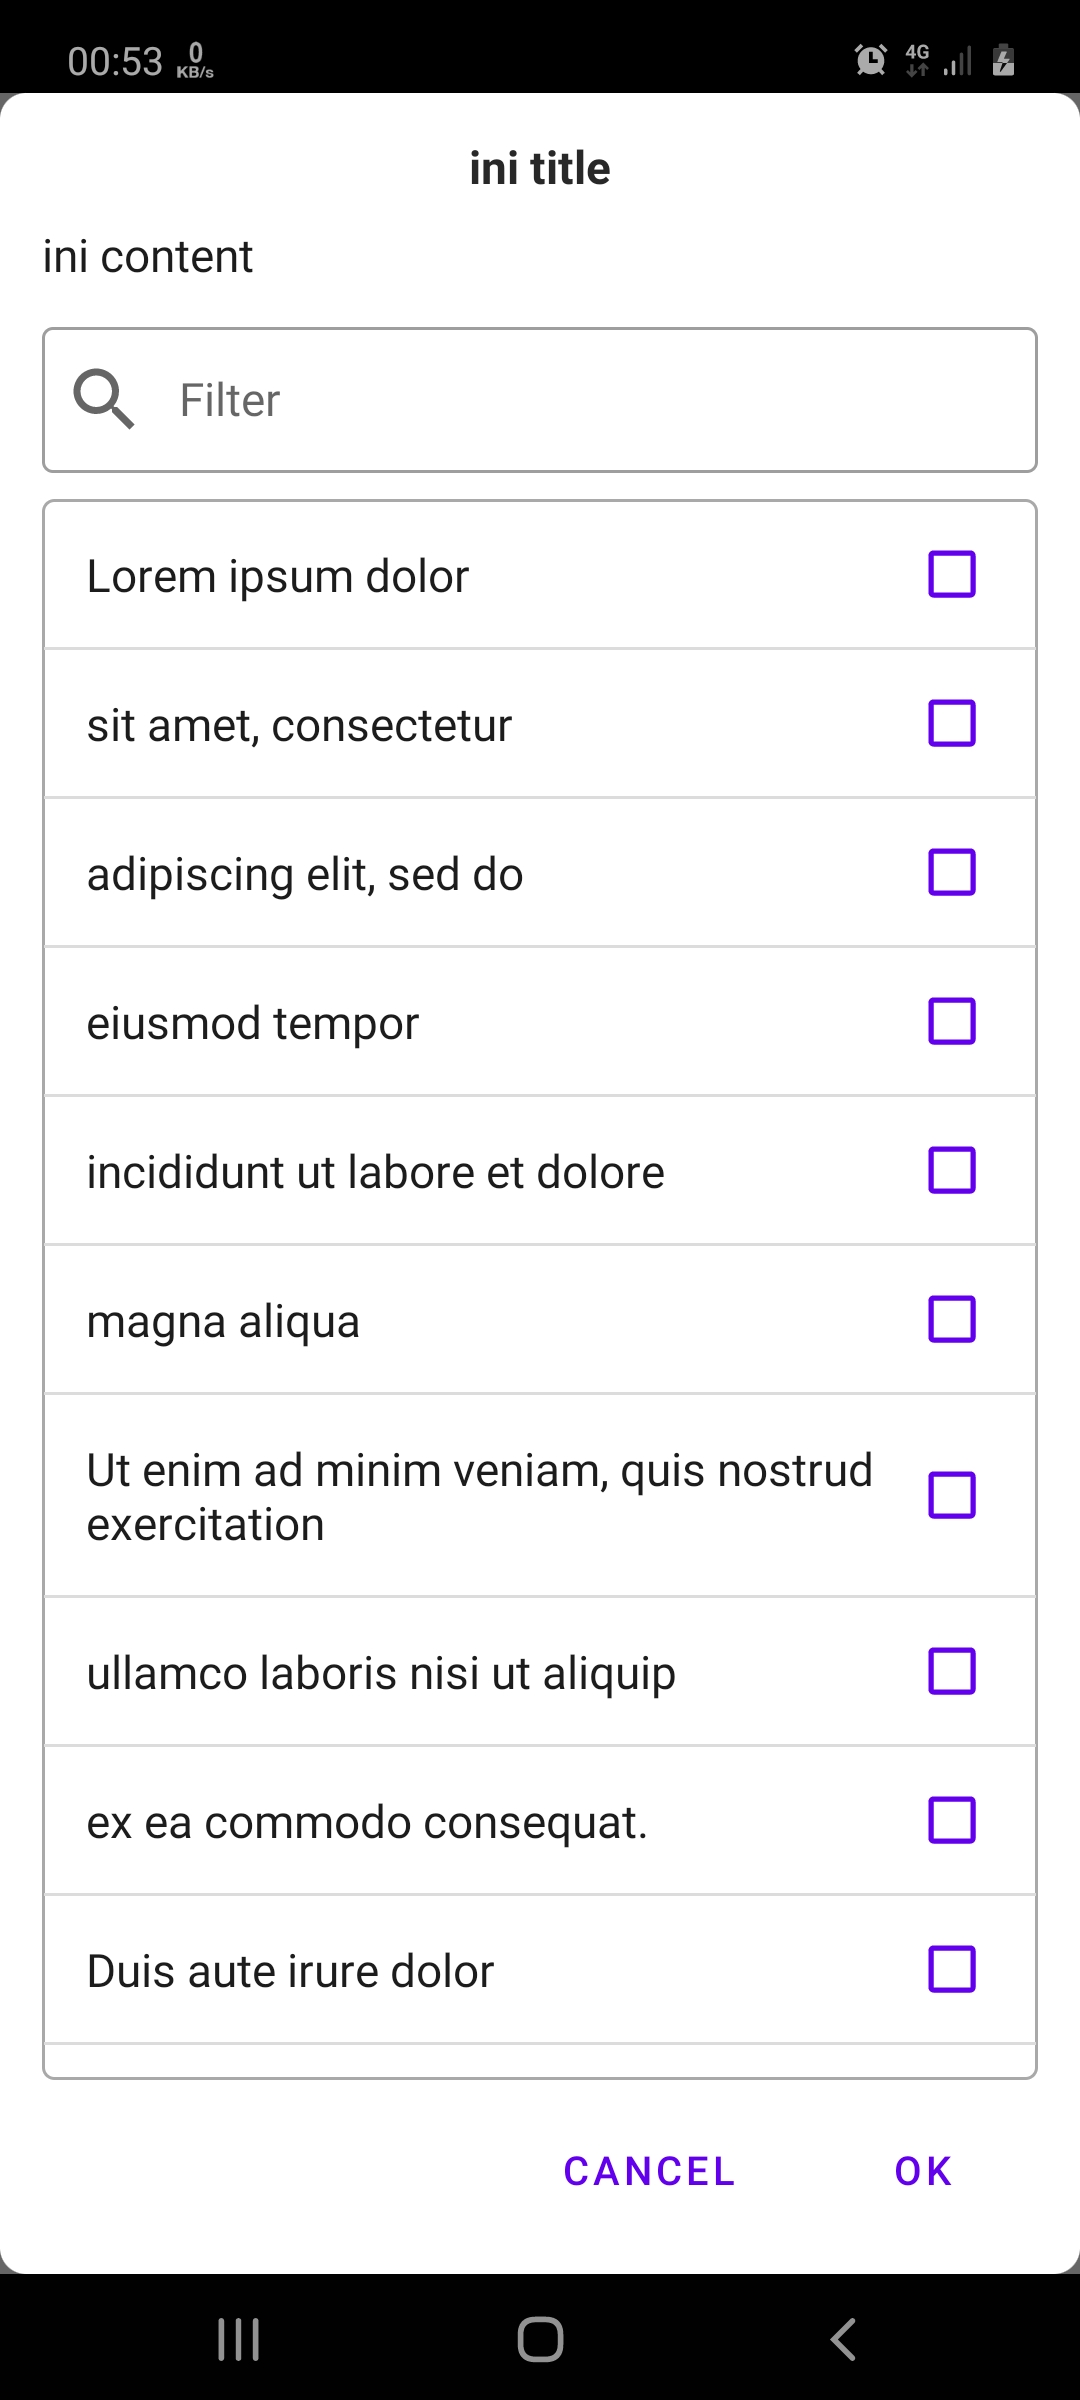 00:53 0 KB/s 4G
ini title
ini content
Filter
Lorem ipsum dolor
sit amet, consectetur
adipiscing elit, sed do
eiusmod tempor
incididunt ut labore et dolore
magna aliqua
Ut enim ad minim veniam, quis nostrud
exercitation
ullamco laboris nisi ut aliquip
ex ea commodo consequat.
Duis aute irure dolor
CANCEL OK